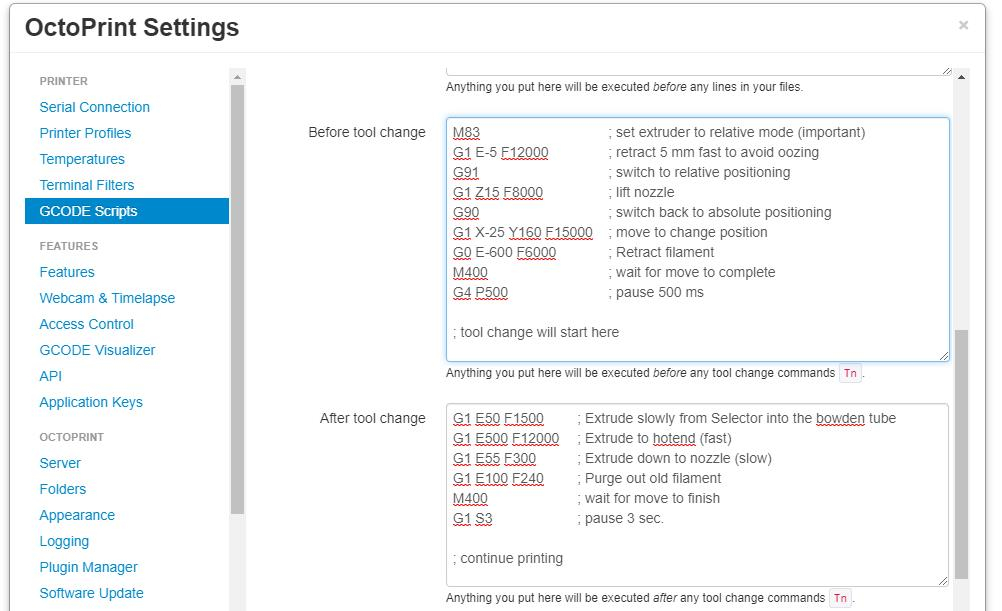 OctoPrint Settings ×
PRINTER
Serial Connection
Printer Profiles
Temperatures
Terminal Filters
GCODE Scripts
FEATURES
Features
Webcam & Timelapse
Access Control
GCODE Visualizer
API
Application Keys
OCTOPRINT
Server
Folders
Appearance
Logging
Plugin Manager
Software Update
Anything you put here will be executed before any lines in your files.
Before tool change
M83 ; set extruder to relative mode (important)
G1 E-5 F12000 ; retract 5 mm fast to avoid oozing
G91 ; switch to relative positioning
G1 Z15 F8000 ; lift nozzle
G90 ; switch back to absolute positioning
G1 X-25 Y160 F15000 ; move to change position
G0 E-600 F6000 ; Retract filament
M400 ; wait for move to complete
G4 P500 ; pause 500 ms
; tool change will start here
Anything you put here will be executed before any tool change commands Tn.
After tool change
G1 E50 F1500 ; Extrude slowly from Selector into the bowden tube
G1 E500 F12000 ; Extrude to hotend (fast)
G1 E55 F300 ; Extrude down to nozzle (slow)
G1 E100 F240 ; Purge out old filament
M400 ; wait for move to finish
G1 S3 ; pause 3 sec.
; continue printing
Anything you put here will be executed after any tool change commands Tn.